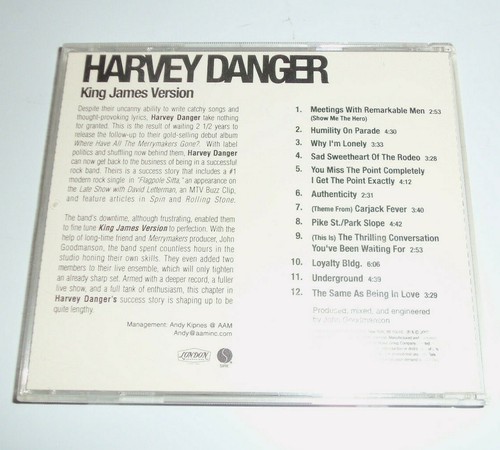 HARVEY DANGER
King James Version
Despite their uncanny ability to write catchy songs and
thought-provoking lyrics, Harvey Danger take nothing
for granted. This is the result of waiting 2 1/2 years to
release the follow-up to their gold-selling debut album
Where Have All The Merrymakers Gone?. With label
politics and shuffling now behind them, Harvey Danger
can now get back to the business of being in a successful
rock band. Theirs is a success story that includes a #1
modern rock single in "Flagpole Sitta," an appearance on
the Late Show with David Letterman, an MTV Buzz Clip,
and feature articles in Spin and Rolling Stone.
The band's downtime, although frustrating, enabled them
to fine tune King James Version to perfection. With the
help of long-time friend and Merrymakers producer, John
Goodmanson, the band spent countless hours in the
studio honing their own skills. They even added two
members to their live ensemble, which will only tighten
an already sharp set. Armed with a deeper record, a fuller
live show, and a full tank of enthusiasm, this chapter in
Harvey Danger's success story is shaping up to be
quite lengthy.
Management: Andy Kipnes @ AAM
Andy@aaminc.com
LONDON
1. Meetings With Remarkable Men 2:53
(Show Me The Hero)
2. Humility On Parade 4:30
3. Why I'm Lonely 3:33
4. Sad Sweetheart Of The Rodeo 3:28
5. You Miss The Point Completely
I Get The Point Exactly 4:12
6. Authenticity 2:31
7. (Theme From) Carjack Fever 3:40
8. Pike St./Park Slope 4:42
9. (This Is) The Thrilling Conversation
You've Been Waiting For 2:53
10. Loyalty Bldg. 6:06
11. Underground 4:39
12. The Same As Being In Love 3:29
Produced, mixed, and engineered
by John Goodmanson